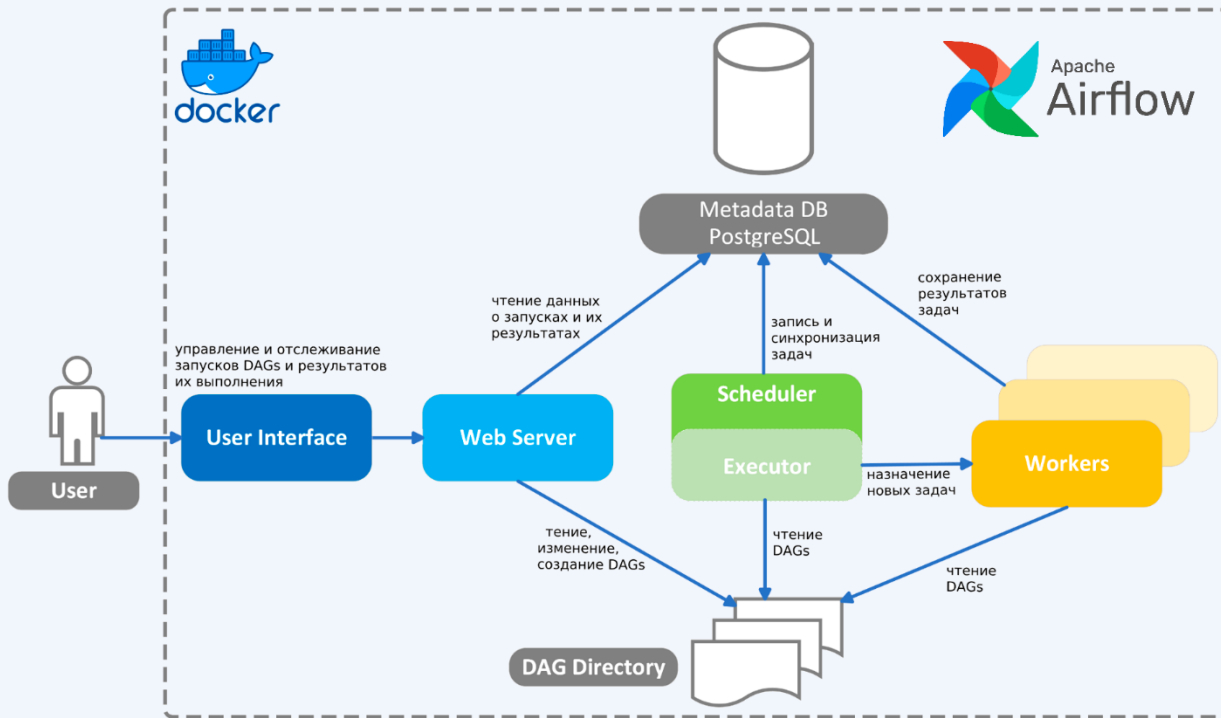 docker
Apache
Airflow
Metadata DB
PostgreSQL
чтение данных
о запусках и их
результатах
запись и
синхронизация
задач
сохранение
результатов
задач
управление и отслеживание
запусков DAGs и результатов
их выполнения
User
User Interface
Web Server
Scheduler
Executor
назначение
новых задач
Workers
тение,
изменение,
создание DAGs
чтение
DAGs
чтение
DAGs
DAG Directory